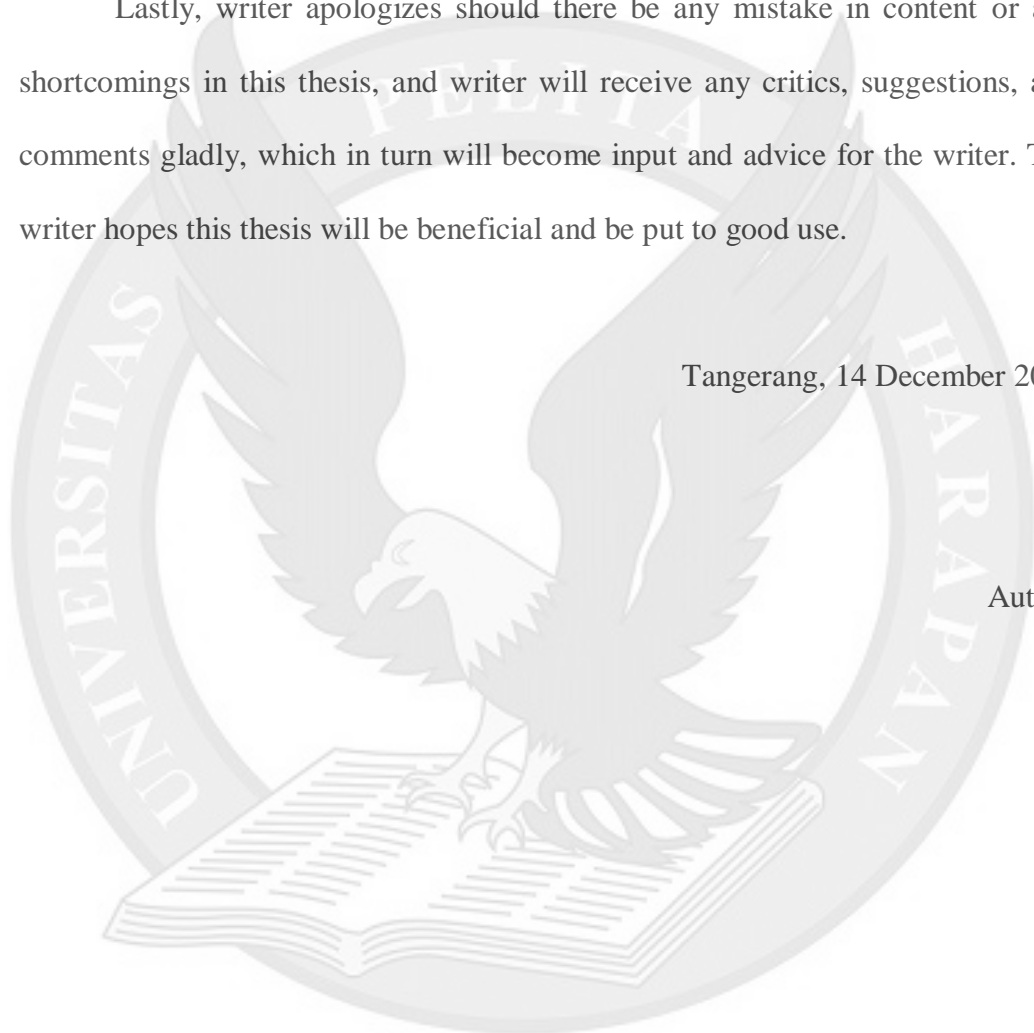 Lastly, writer apologizes should there be any mistake in content or
shortcomings in this thesis, and writer will receive any critics, suggestions,
comments gladly, which in turn will become input and advice for the writer.
writer hopes this thesis will be beneficial and be put to good use.
Tangerang, 14 December
UNIVERSITAS PELITA HARAPAN